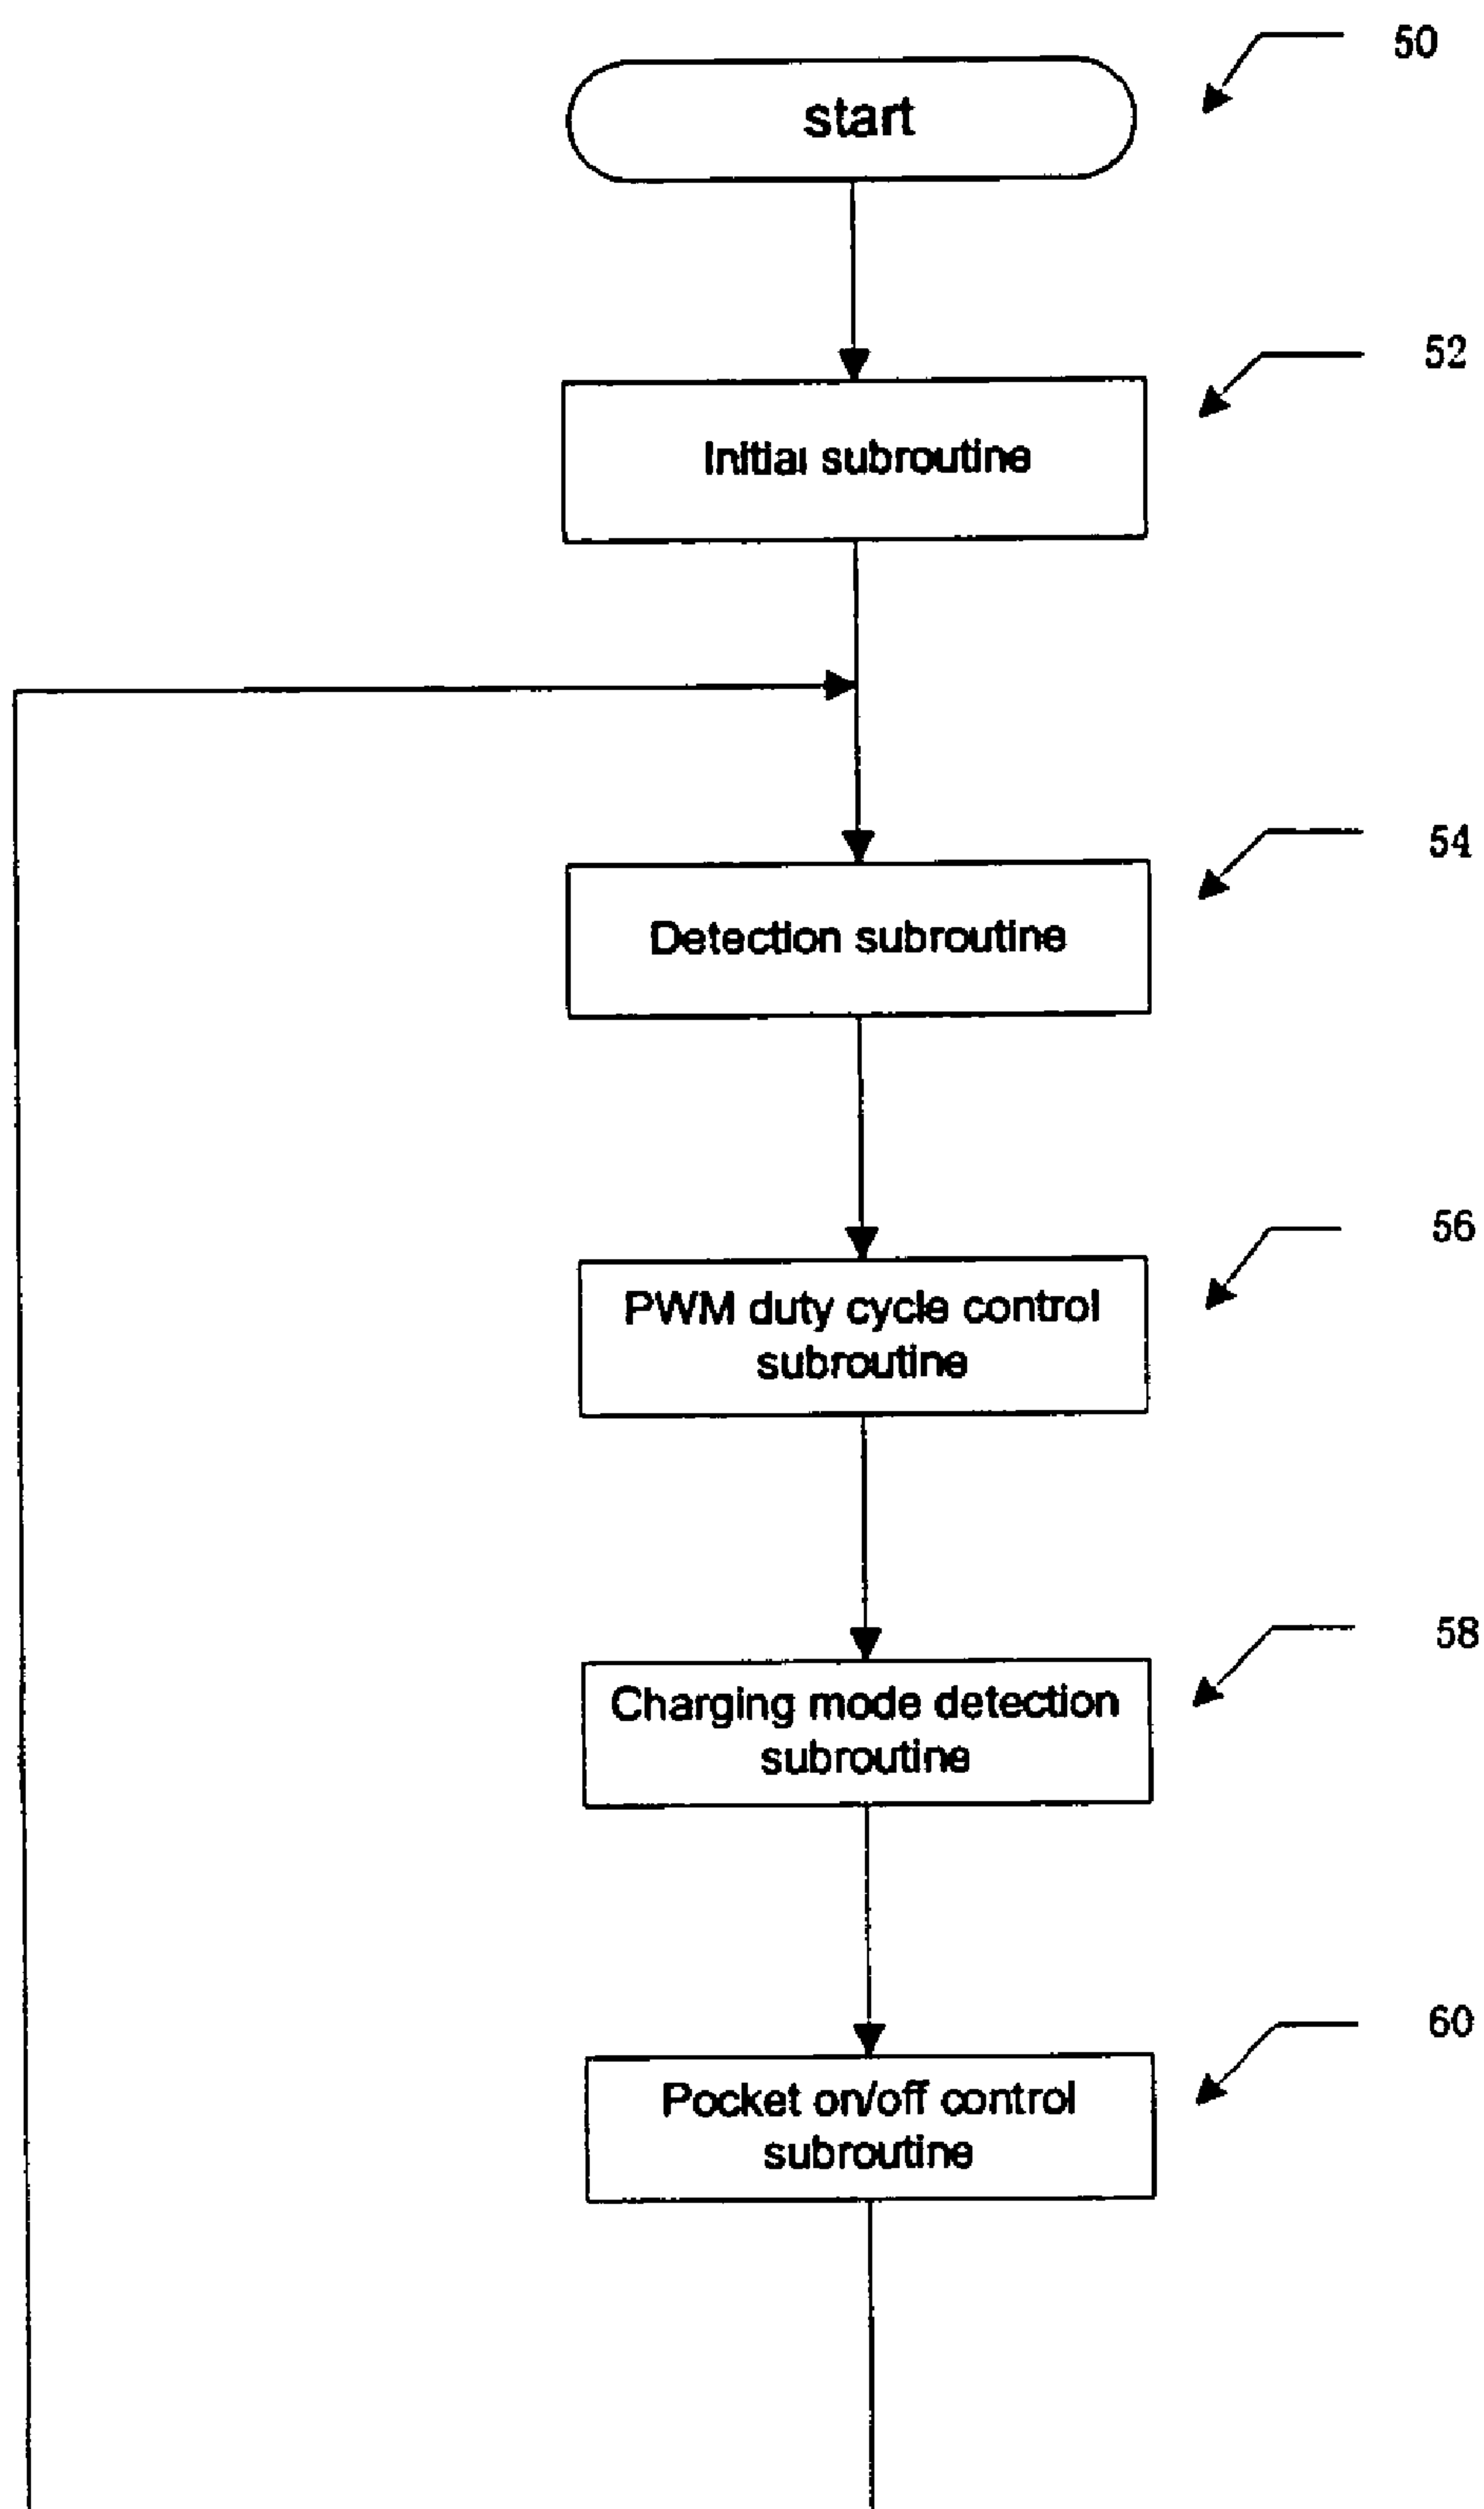 50
start
52
Initial subroutine
54
Detection subroutine
56
PWM duty cycle control
subroutine
58
Charging mode detection
subroutine
60
Pocket on/off control
subroutine